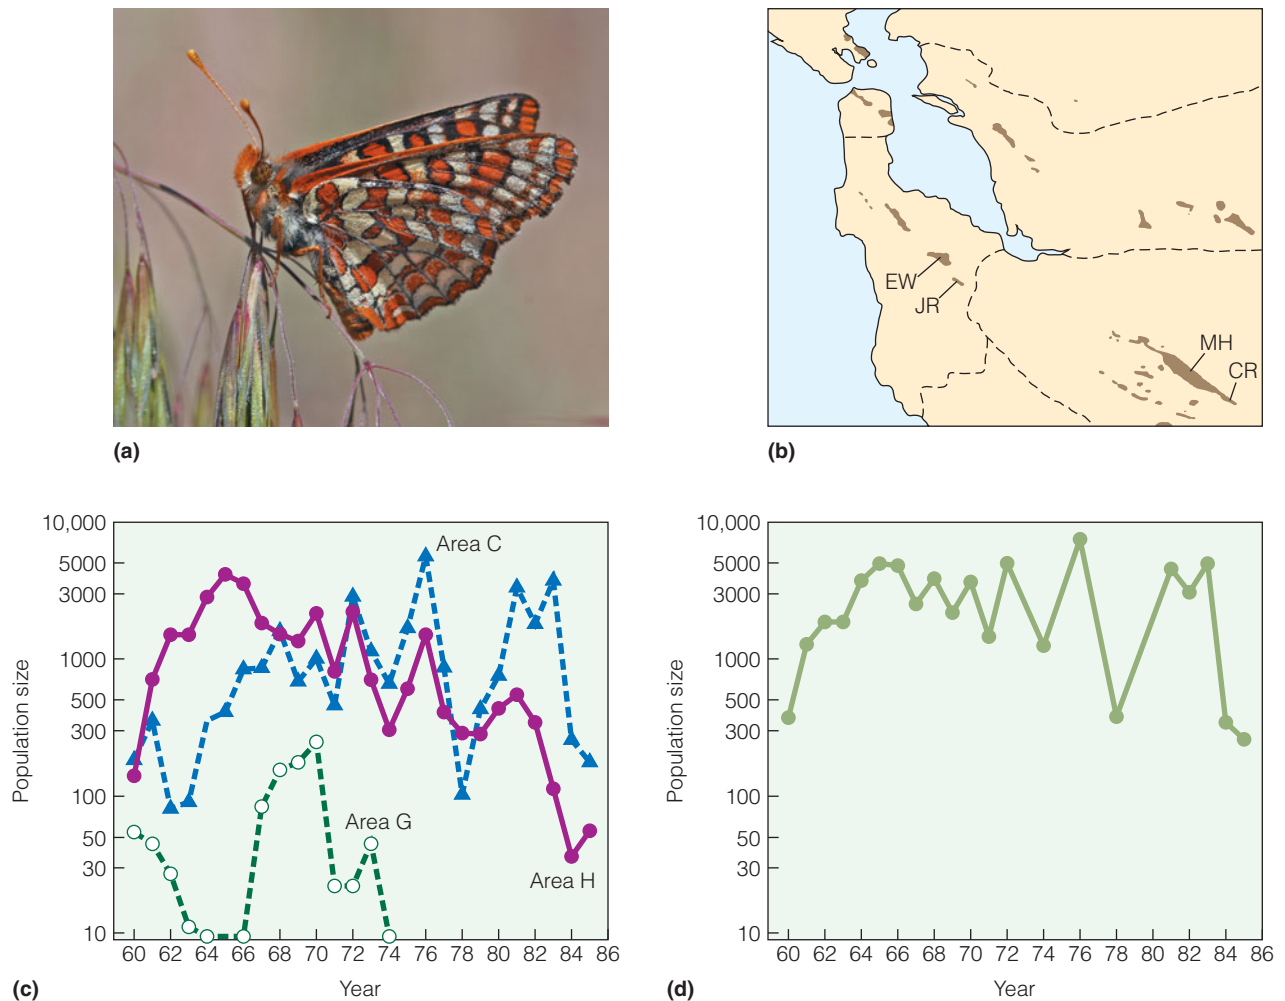 (a)
EW
JR
MH
CR
(b)
10,000
5000
3000
1000
500
300
100
50
30
10
Population size
Area C
Area G
Area H
60 62 64 66 68 70 72 74 76 78 80 82 84 86
Year
(c)
10,000
5000
3000
1000
500
300
100
50
30
10
Population size
60 62 64 66 68 70 72 74 76 78 80 82 84 86
Year
(d)